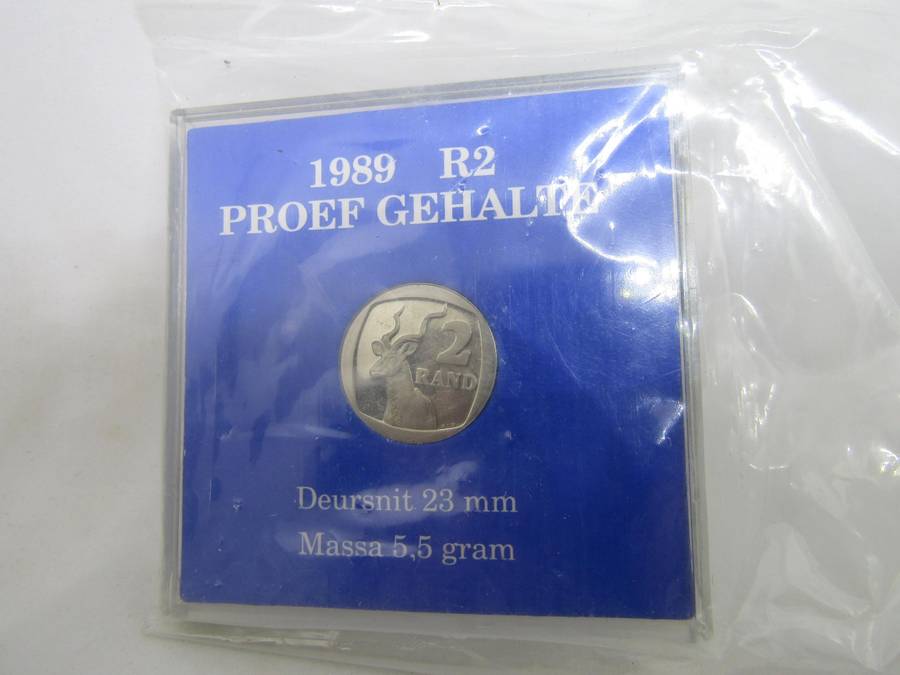 1989 R2
PROEF GEHALTE
2
RAND
Deursnit 23 mm
Massa 5,5 gram